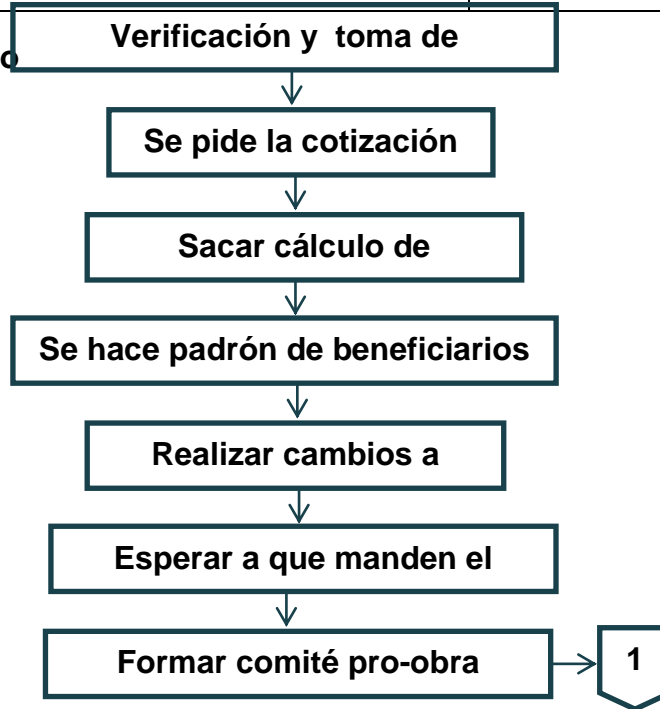 Verificación y toma de
o
Se pide la cotización
Sacar cálculo de
Se hace padrón de beneficiarios
Realizar cambios a
Esperar a que manden el
Formar comité pro-obra
1